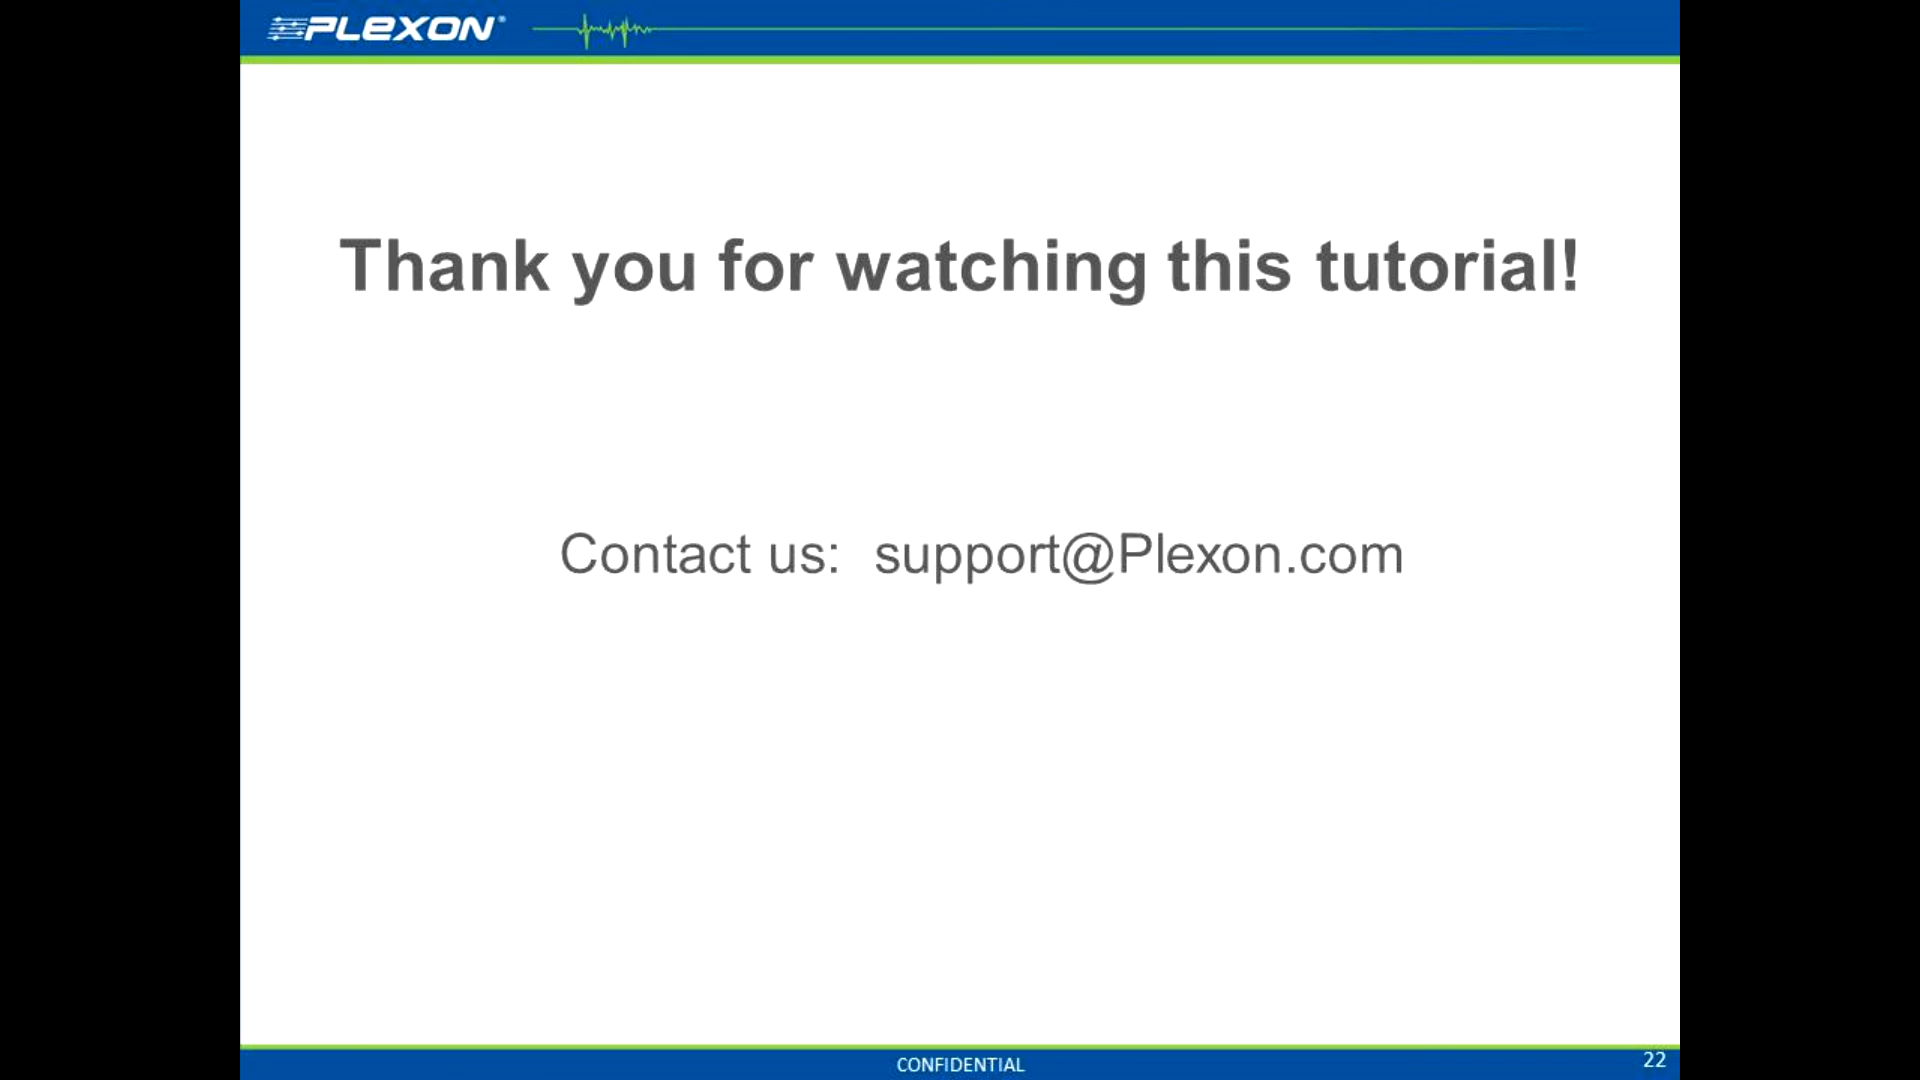 PLEXON®
Thank you for watching this tutorial!
Contact us:  support@Plexon.com
CONFIDENTIAL
22